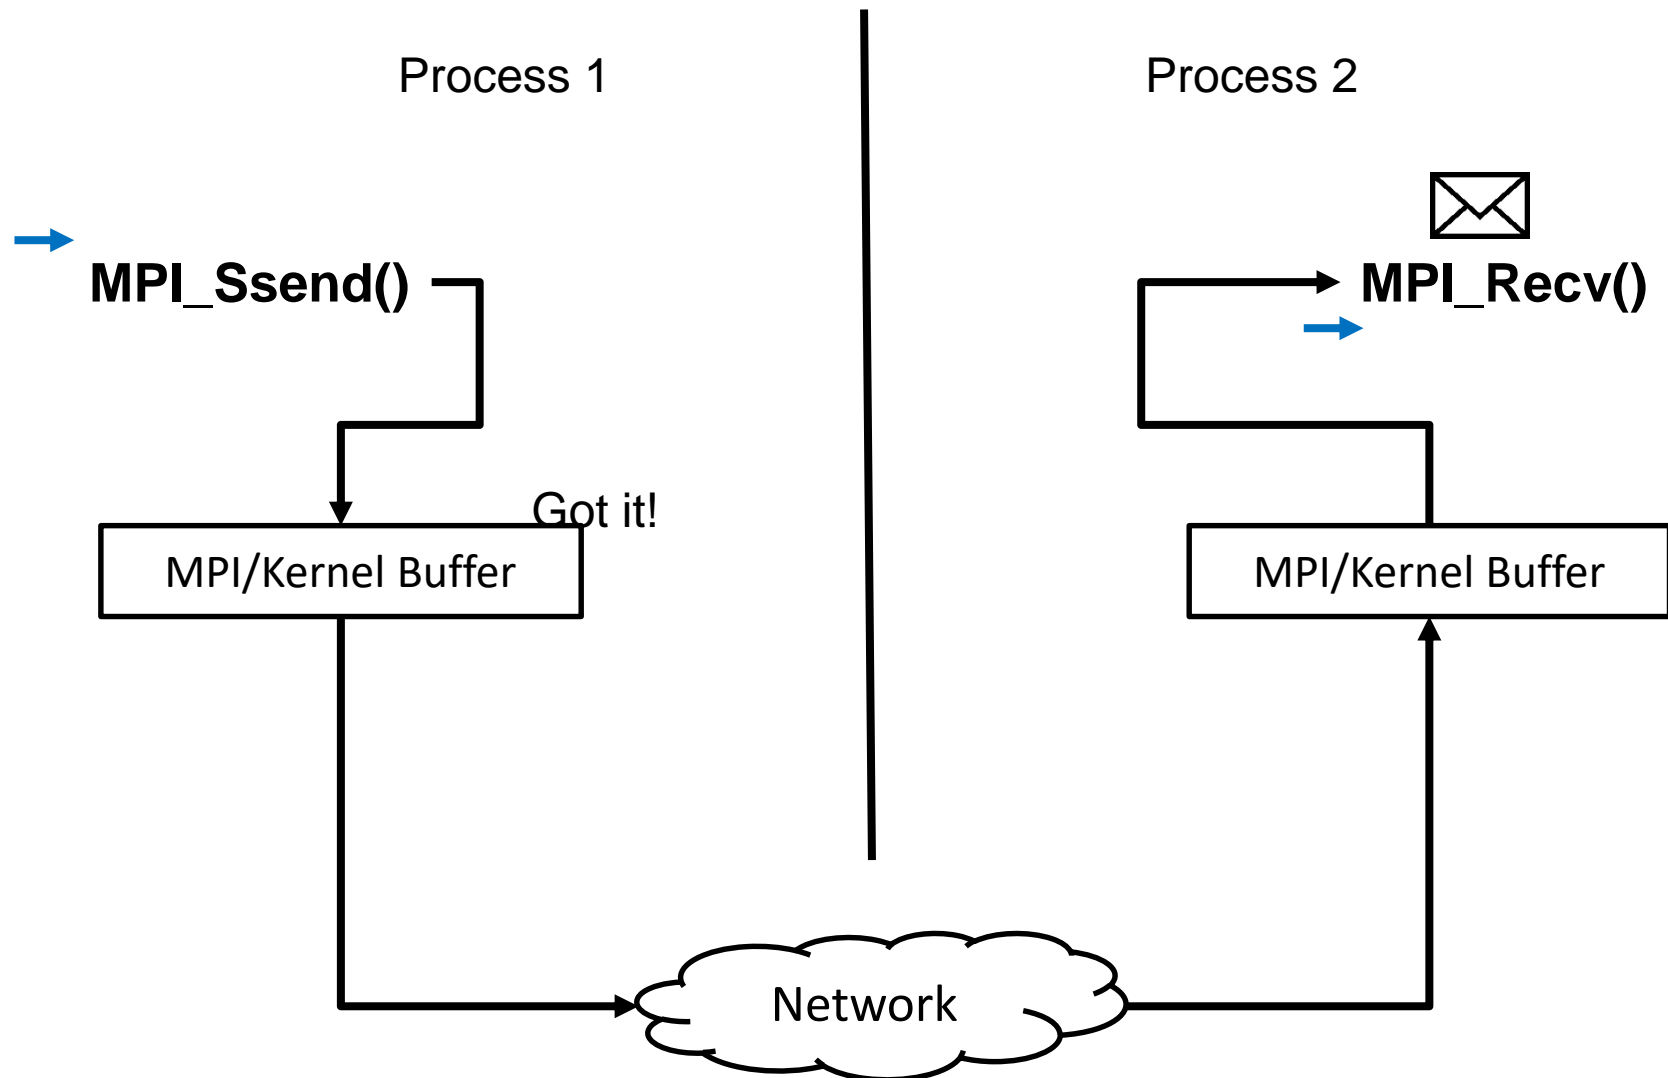 Process 1
Process 2
MPI_Ssend()
MPI_Recv()
Got it!
MPI/Kernel Buffer
MPI/Kernel Buffer
Network